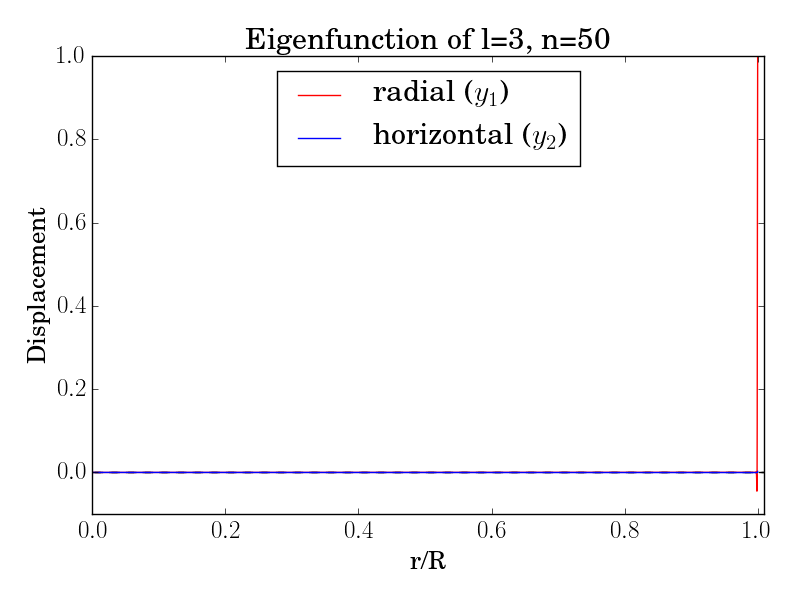 Eigenfunction of l=3, n=50
1.0
0.8
0.6
0.4
0.2
0.0
Displacement
radial (y₁)
horizontal (y₂)
0.0 0.2 0.4 0.6 0.8 1.0
r/R